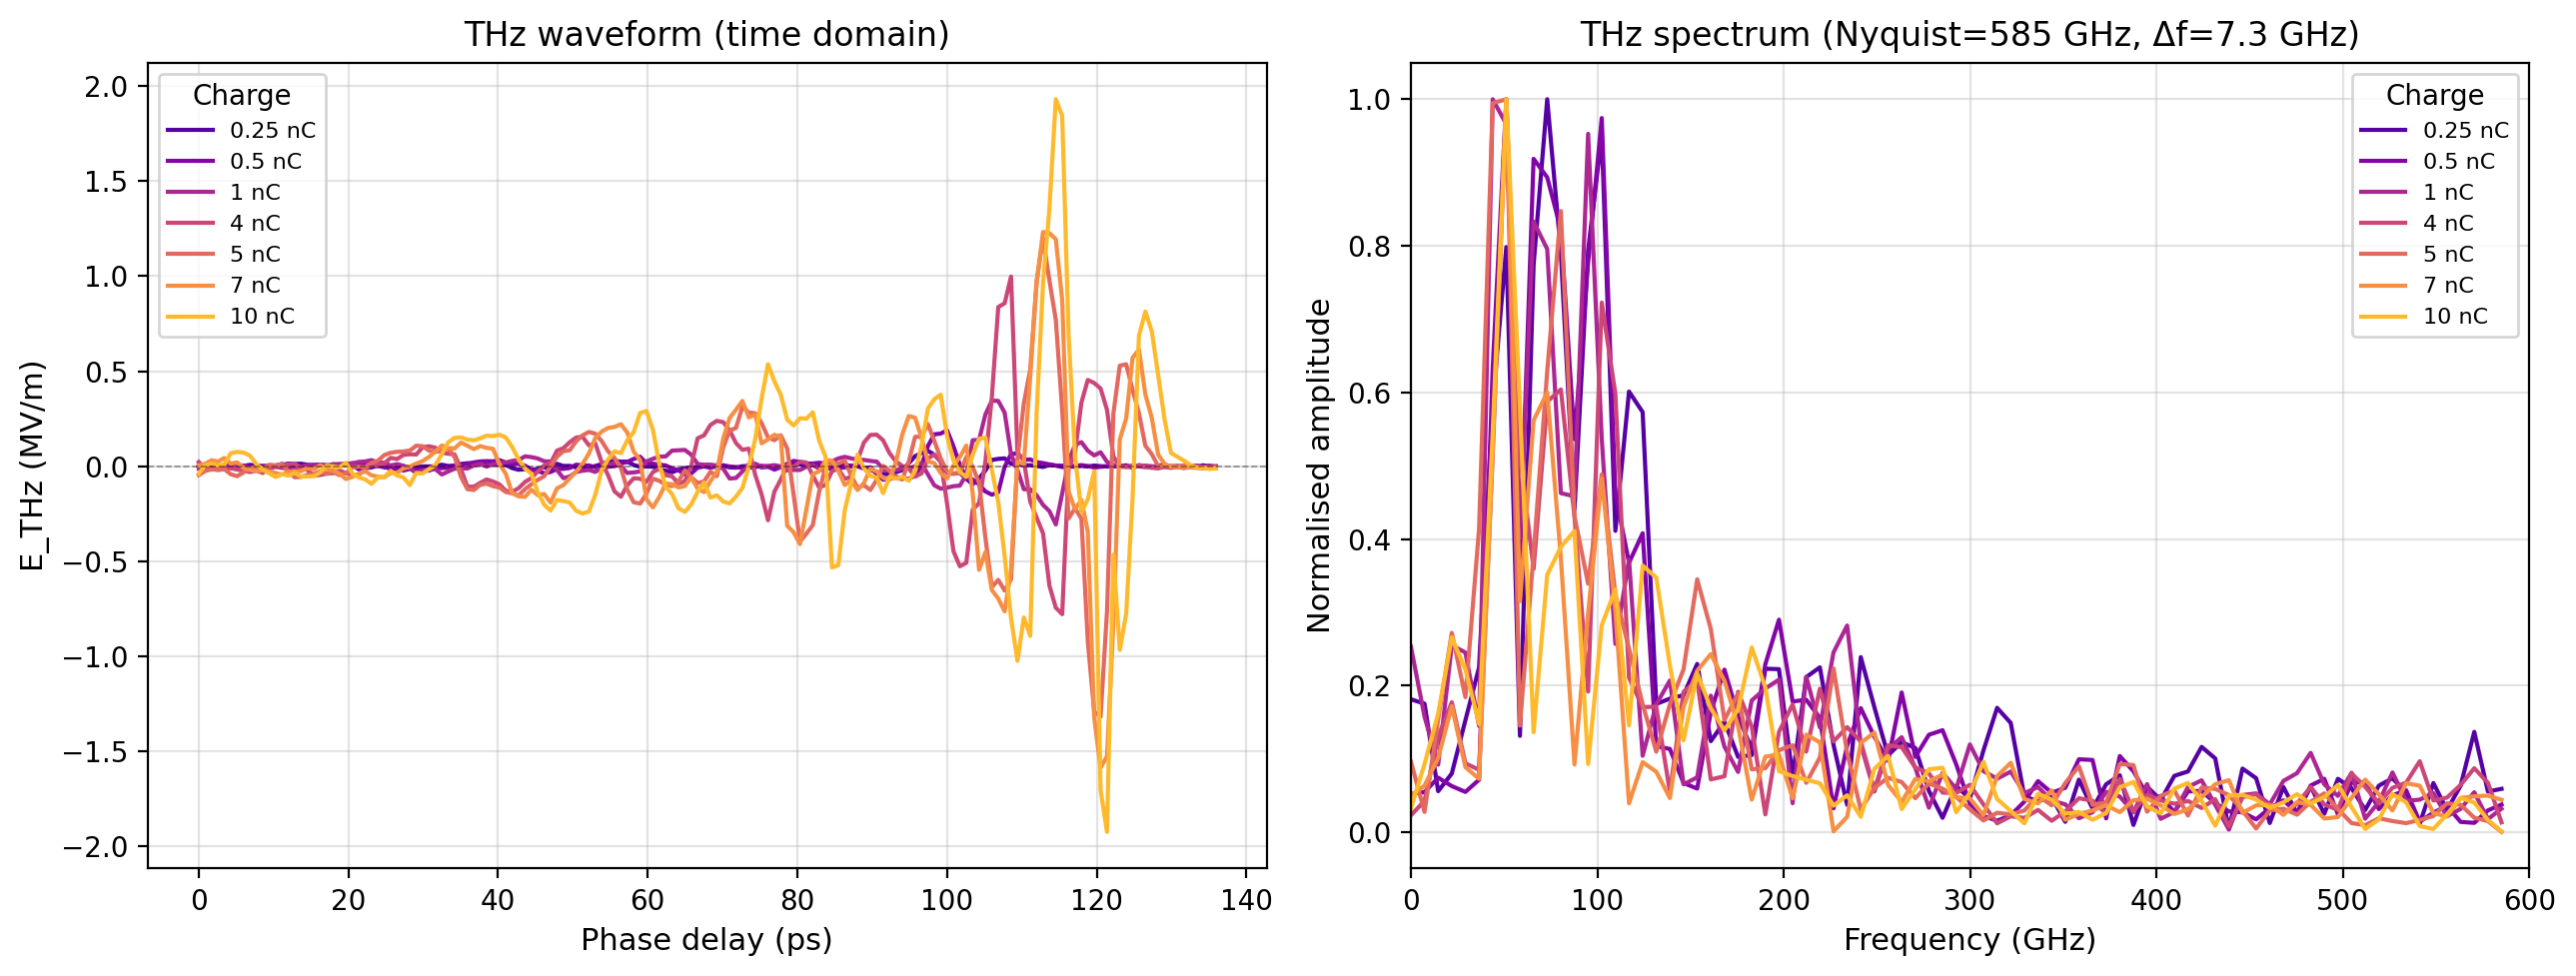 THz waveform (time domain)
2.0
1.5
1.0
0.5
0.0
−0.5
−1.0
−1.5
−2.0
E_THz (MV/m)
Charge
0.25 nC
0.5 nC
1 nC
4 nC
5 nC
7 nC
10 nC
0 20 40 60 80 100 120 140
Phase delay (ps)
THz spectrum (Nyquist=585 GHz, Δf=7.3 GHz)
1.0
0.8
0.6
0.4
0.2
0.0
Normalised amplitude
Charge
0.25 nC
0.5 nC
1 nC
4 nC
5 nC
7 nC
10 nC
0 100 200 300 400 500 600
Frequency (GHz)